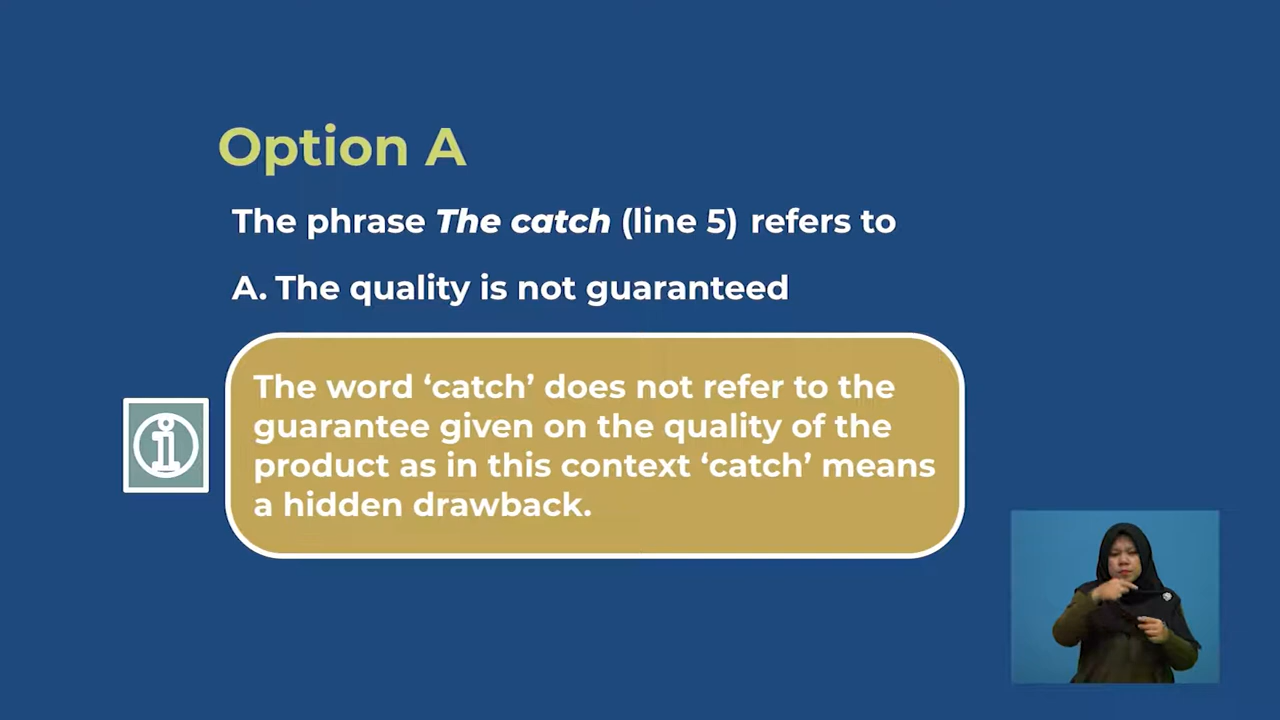 Option A
The phrase The catch (line 5) refers to
A. The quality is not guaranteed
The word ‘catch’ does not refer to the
guarantee given on the quality of the
product as in this context ‘catch’ means
a hidden drawback.